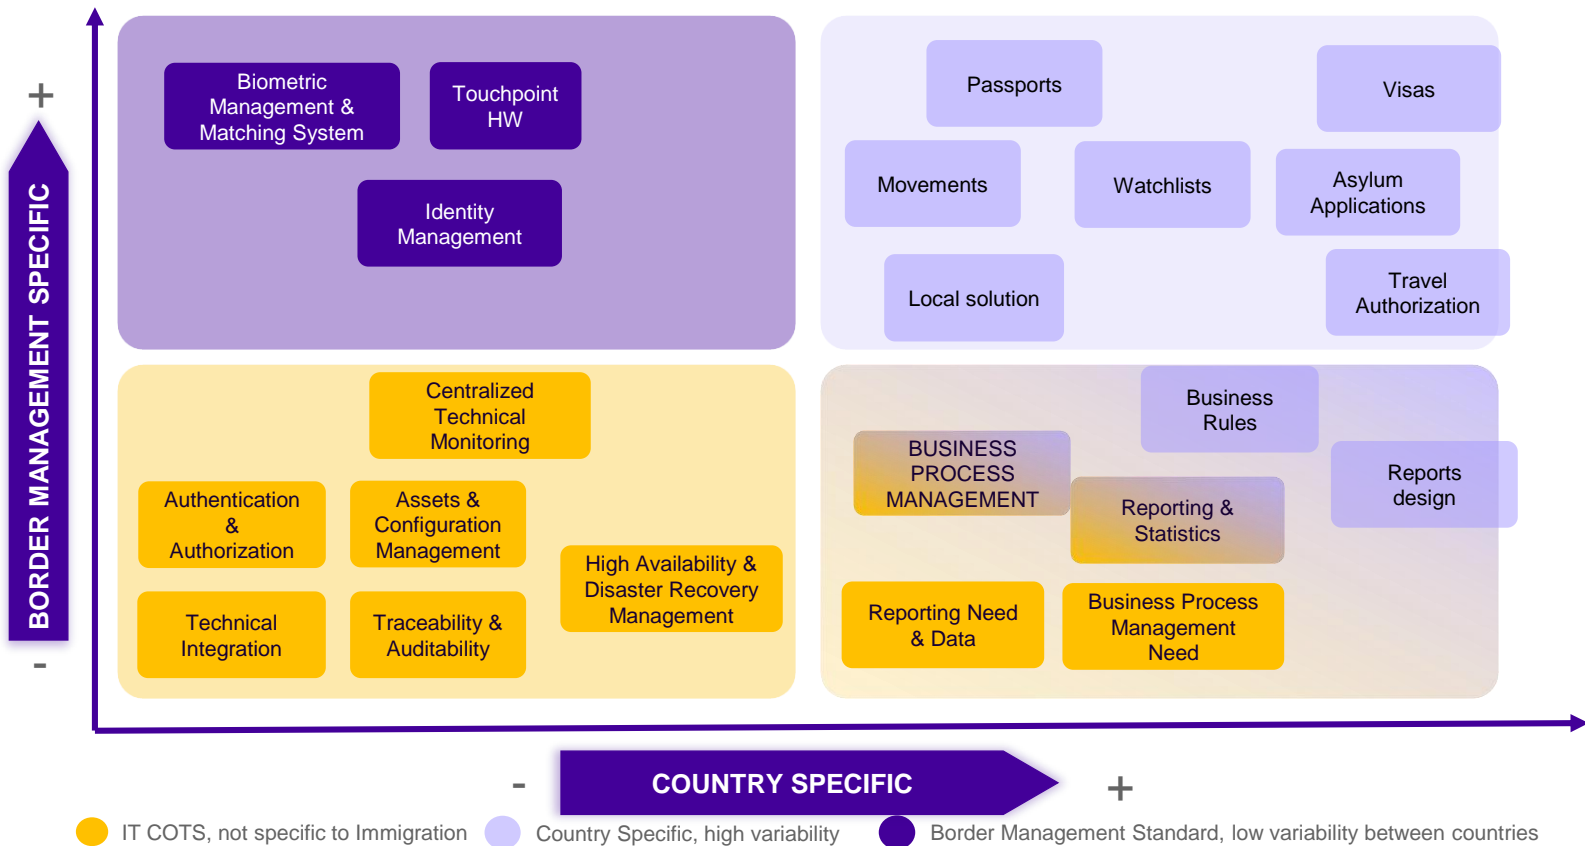 +
BORDER MANAGEMENT SPECIFIC
-
Biometric
Management &
Matching System
Touchpoint
HW
Identity
Management
Passports
Visas
Movements
Watchlists
Asylum
Applications
Local solution
Travel
Authorization
Centralized
Technical
Monitoring
Authentication
&
Authorization
Assets &
Configuration
Management
High Availability &
Disaster Recovery
Management
Technical
Integration
Traceability &
Auditability
Business
Rules
BUSINESS
PROCESS
MANAGEMENT
Reports
design
Reporting &
Statistics
Reporting Need
& Data
Business Process
Management
Need
-
COUNTRY SPECIFIC
+
IT COTS, not specific to Immigration
Country Specific, high variability
Border Management Standard, low variability between countries